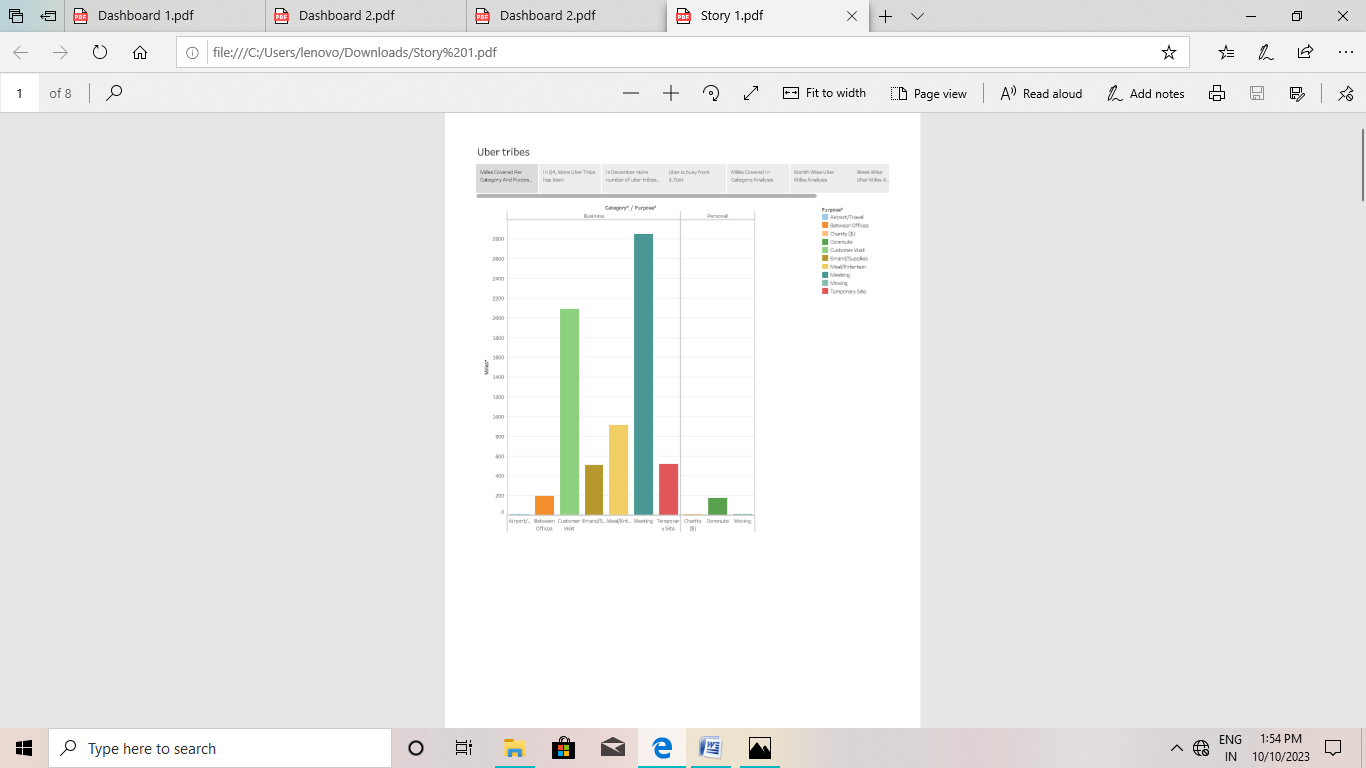 Dashboard 1.pdf
Dashboard 2.pdf
Dashboard 2.pdf
Story 1.pdf
file:///C:/Users/lenovo/Downloads/Story%201.pdf
1 of 8
Fit to width
Page view
Read aloud
Add notes
Uber tribes
Miles Covered Per
Category And Purpos..
In Q4, More Uber Trips
has been
In December more
number of uber tribes..
Uber is busy from
3.7pm
Miles Covered In
Category Analysis
Month Wise Uber
Miles Analysis
Week Wise
Uber Miles A..
Category* / Purpose*
Business
Personal
Miles*
2800
2600
2400
2200
2000
1800
1600
1400
1200
1000
800
600
400
200
0
Airport/..
Between
Offices
Customer
Visit
Errand/S..
Meal/Ent..
Meeting
Temporar
y Site
Charity
($)
Commute
Moving
Purpose*
Airport/Travel
Between Offices
Charity ($)
Commute
Customer Visit
Errand/Supplies
Meal/Entertain
Meeting
Moving
Temporary Site
Type here to search
ENG
IN
1:54 PM
10/10/2023